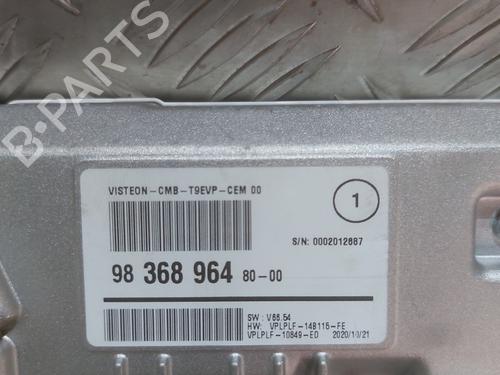 B-PARTS
VISTEON-CMB-T9EVP-CEM 00
1
S/N: 0002012687
98 368 964 80-00
SW : V66.54
HW: VPLPLF-14B115-FE
VPLPLF-10849-ED 2020/10/21